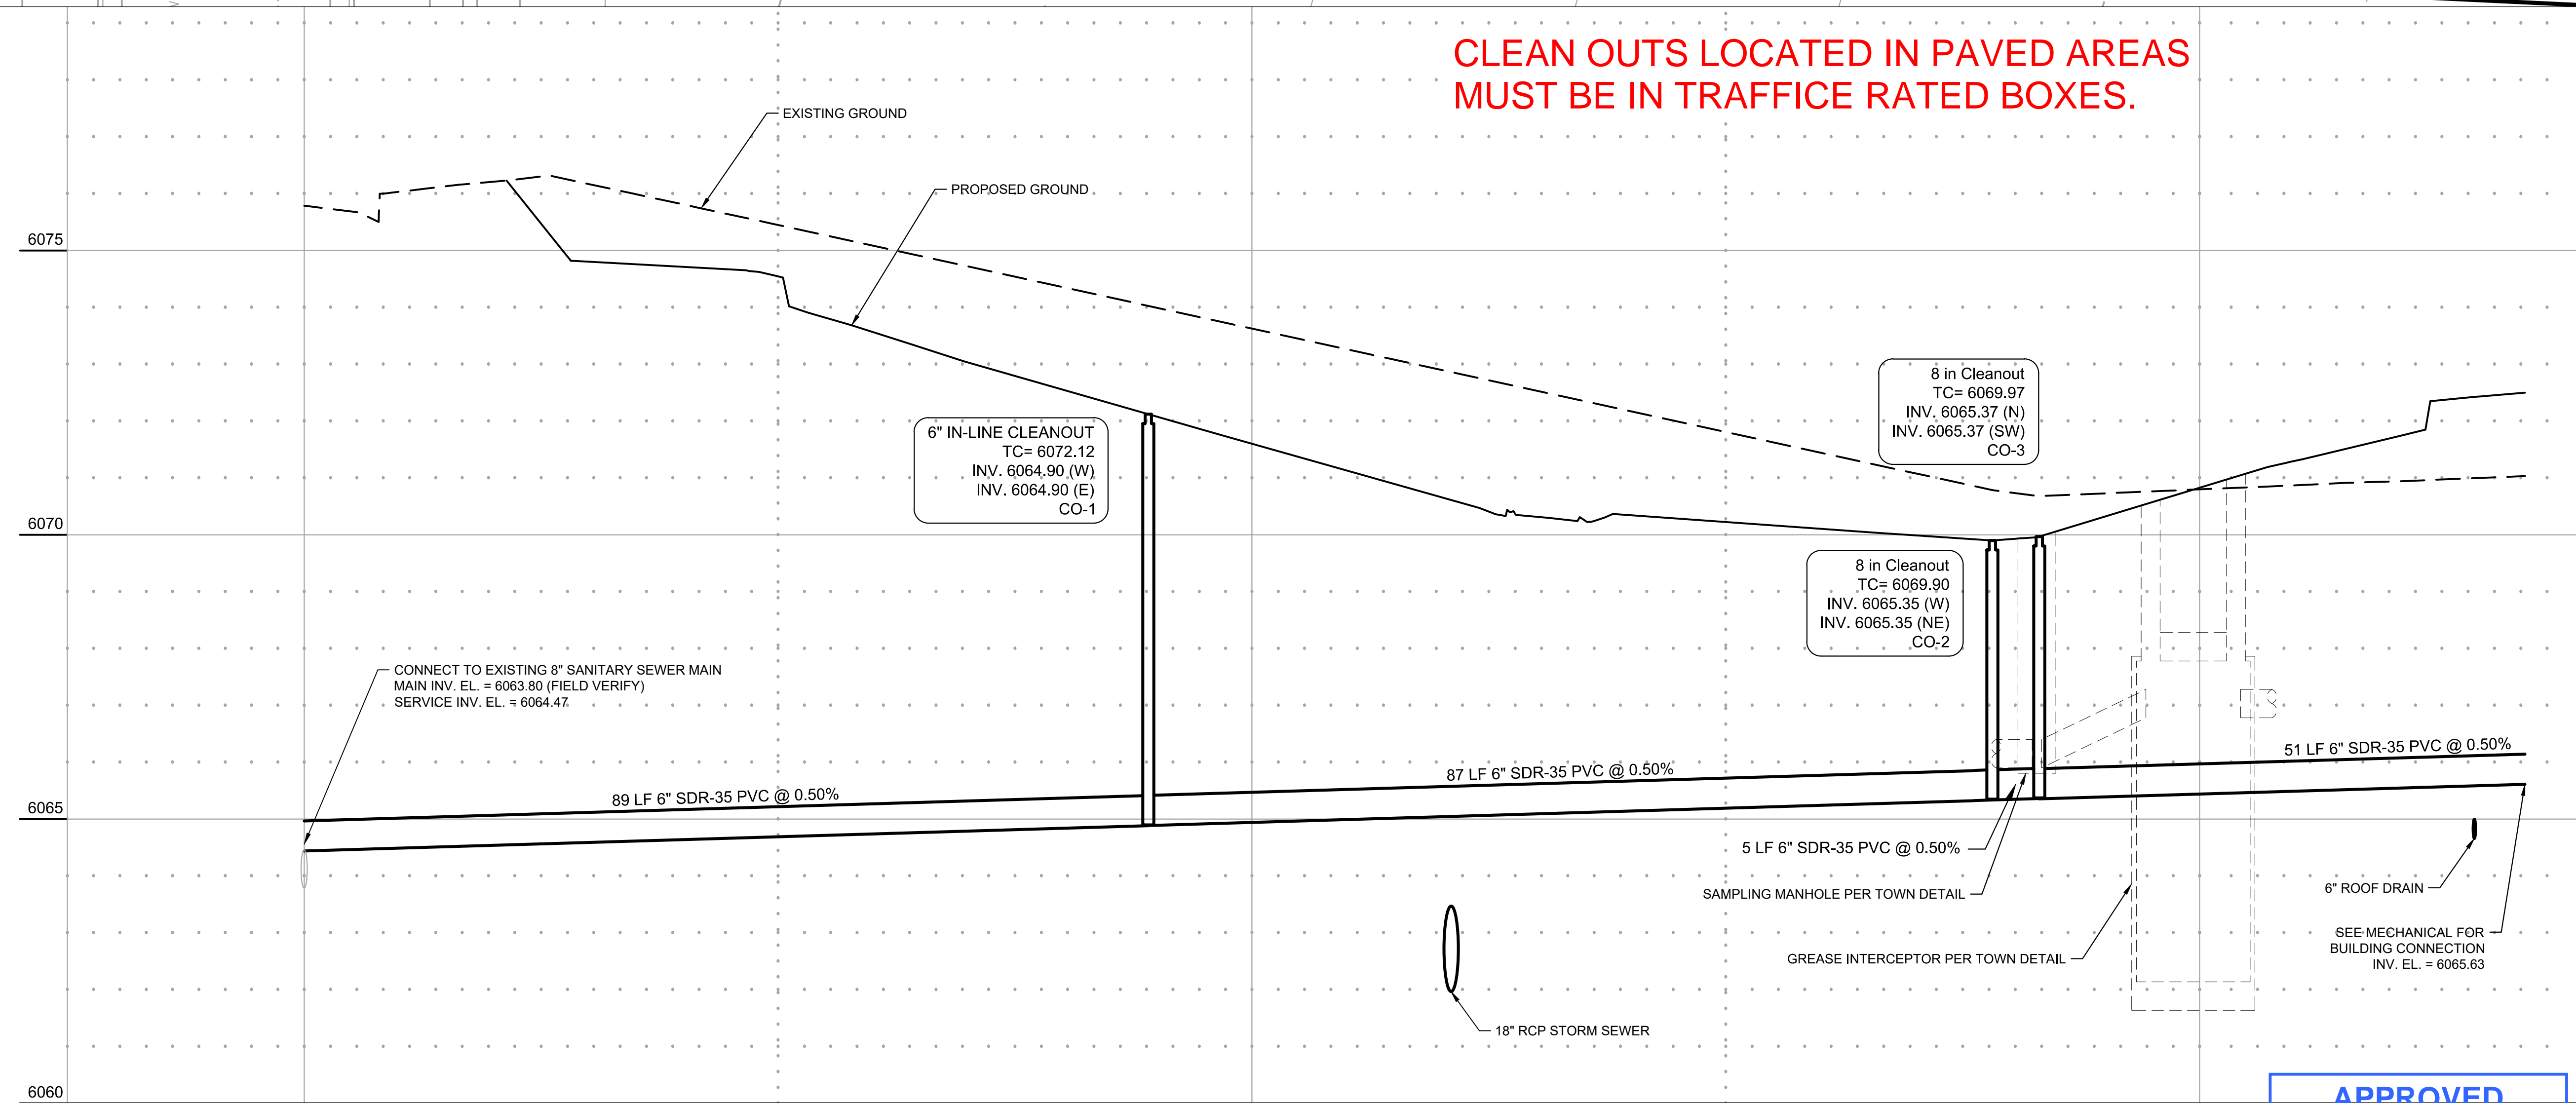 CLEAN OUTS LOCATED IN PAVED AREAS
MUST BE IN TRAFFICE RATED BOXES.
EXISTING GROUND
PROPOSED GROUND
6075
6070
6065
6060
6" IN-LINE CLEANOUT
TC= 6072.12
INV. 6064.90 (W)
INV. 6064.90 (E)
CO-1
8 in Cleanout
TC= 6069.97
INV. 6065.37 (N)
INV. 6065.37 (SW)
CO-3
8 in Cleanout
TC= 6069.90
INV. 6065.35 (W)
INV. 6065.35 (NE)
CO-2
CONNECT TO EXISTING 8" SANITARY SEWER MAIN
MAIN INV. EL. = 6063.80 (FIELD VERIFY)
SERVICE INV. EL. = 6064.47
89 LF 6" SDR-35 PVC @ 0.50%
87 LF 6" SDR-35 PVC @ 0.50%
51 LF 6" SDR-35 PVC @ 0.50%
5 LF 6" SDR-35 PVC @ 0.50%
SAMPLING MANHOLE PER TOWN DETAIL
GREASE INTERCEPTOR PER TOWN DETAIL
6" ROOF DRAIN
SEE MECHANICAL FOR
BUILDING CONNECTION
INV. EL. = 6065.63
18" RCP STORM SEWER
APPROVED